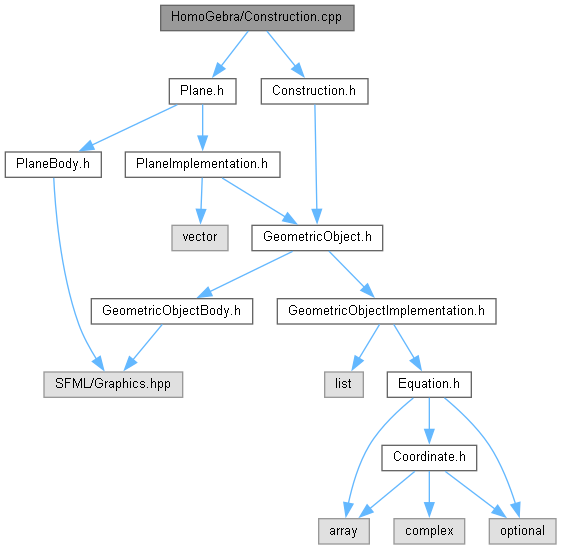 HomoGebra/Construction.cpp
Plane.h
Construction.h
PlaneBody.h
PlaneImplementation.h
vector
GeometricObject.h
GeometricObjectBody.h
GeometricObjectImplementation.h
SFML/Graphics.hpp
list
Equation.h
Coordinate.h
array
complex
optional